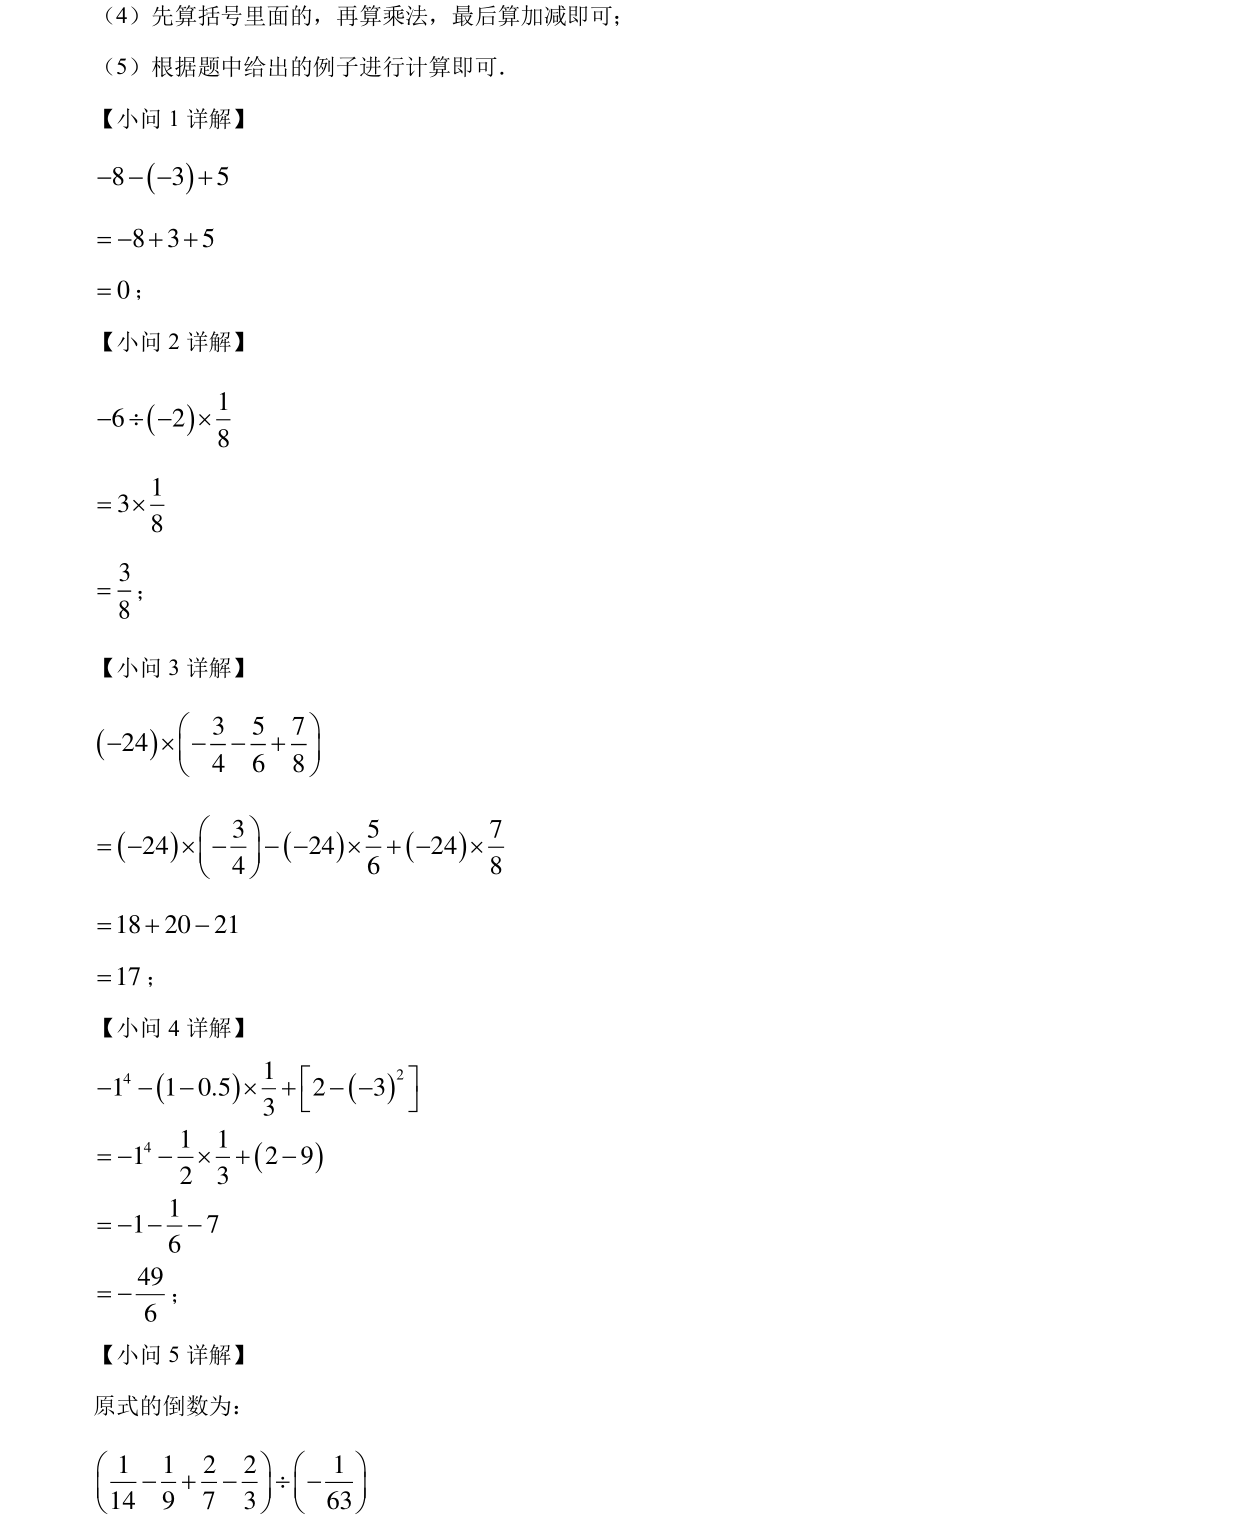 （4）先算括号里面的，再算乘法，最后算加减即可；
（5）根据题中给出的例子进行计算即可．
【小问 1 详解】
−8−(−3)+5
=−8+3+5
=0；
【小问 2 详解】
−6÷(−2)×1/8
=3×1/8
=3/8；
【小问 3 详解】
(−24)×(−3/4−5/6+7/8)
=(−24)×(−3/4)−(−24)×5/6+(−24)×7/8
=18+20−21
=17；
【小问 4 详解】
−1⁴−(1−0.5)×1/3+[2−(−3)²]
=−1⁴−1/2×1/3+(2−9)
=−1−1/6−7
=−49/6；
【小问 5 详解】
原式的倒数为：
(1/14−1/9+2/7−2/3)÷(−1/63)